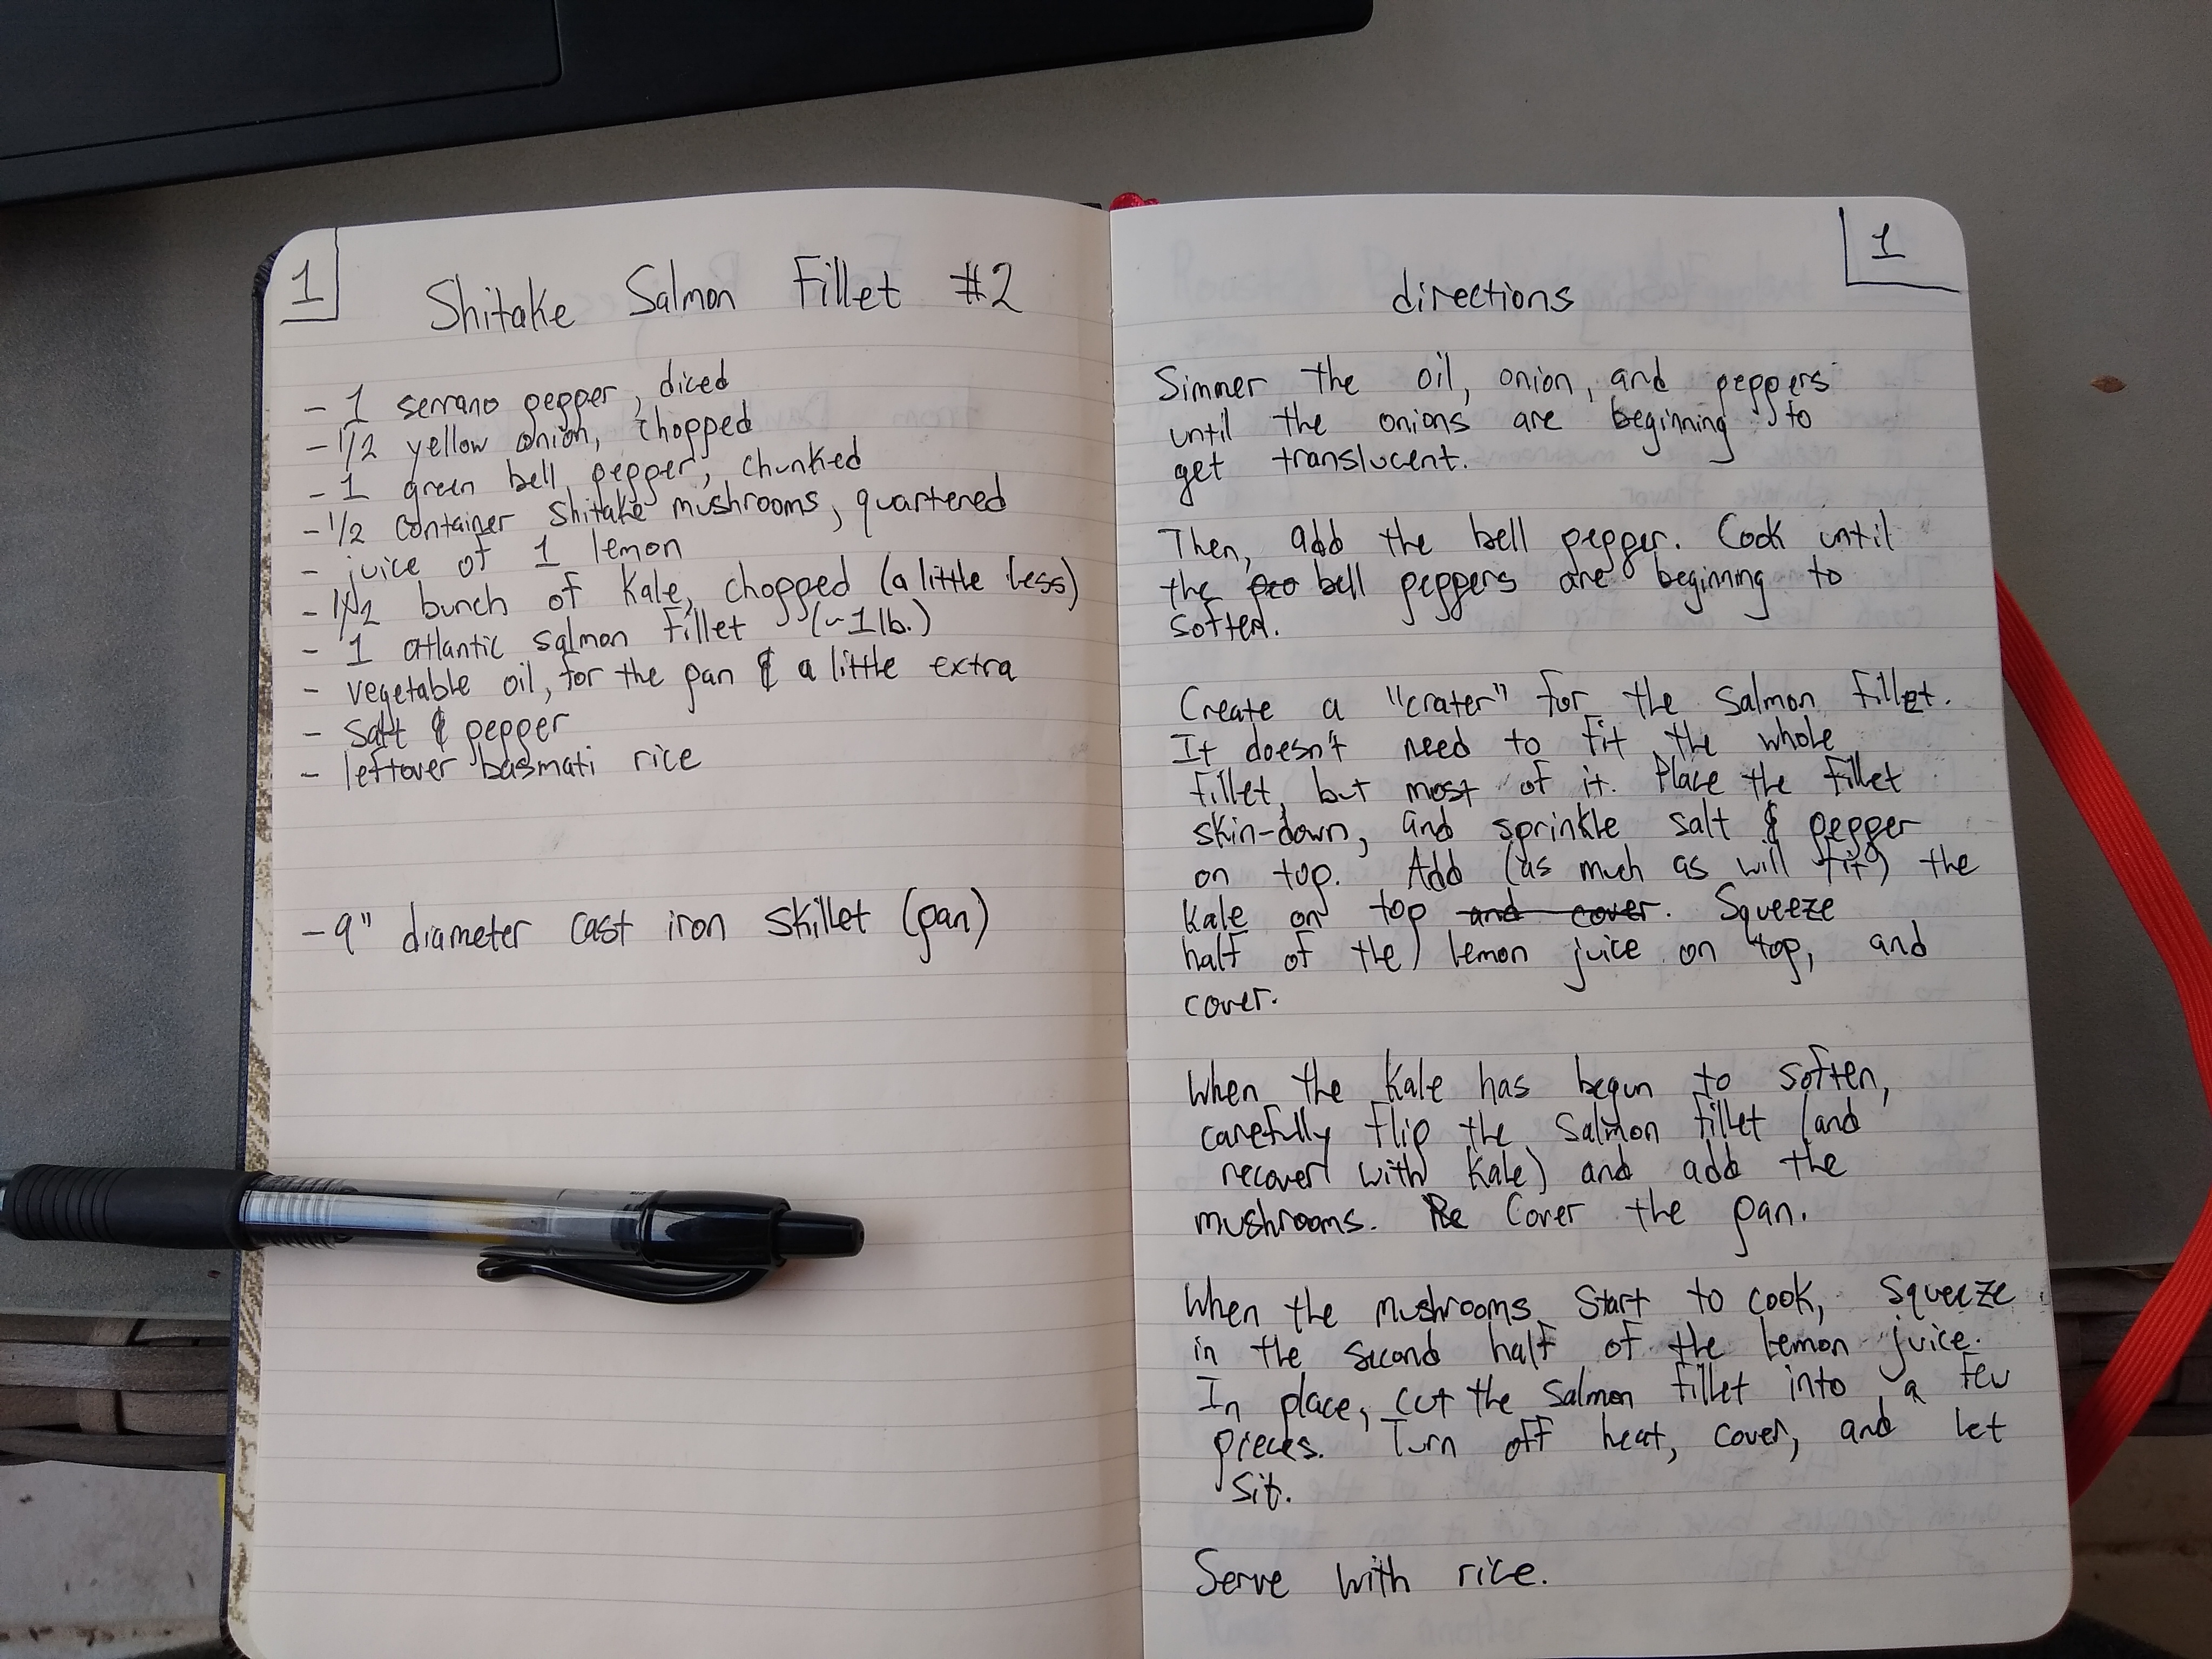 1
Shitake Salmon Fillet #2
- 1 serrano pepper, diced
- 1/2 yellow onion, chopped
- 1 green bell pepper, chunked
- 1/2 container shitake mushrooms, quartered
- juice of 1 lemon
- 1/2 bunch of kale, chopped (a little less)
- 1 atlantic salmon fillet (~1 lb.)
- vegetable oil, for the pan & a little extra
- salt & pepper
- leftover basmati rice
- 9" diameter cast iron skillet (pan)
1
directions
Simmer the oil, onion, and peppers
until the onions are beginning to
get translucent.
Then, add the bell pepper. Cook until
the pep bell peppers are beginning to
soften.
Create a "crater" for the salmon fillet.
It doesn't need to fit the whole
fillet, but most of it. Place the fillet
skin-down, and sprinkle salt & pepper
on top. Add (as much as will fit) the
kale on top and cover. Squeeze
half of the lemon juice on top, and
cover.
When the kale has begun to soften,
carefully flip the salmon fillet (and
recover with kale) and add the
mushrooms. Re Cover the pan.
When the mushrooms start to cook, squeeze
in the second half of the lemon juice.
In place, cut the salmon fillet into a few
pieces. Turn off heat, cover, and let
sit.
Serve with rice.